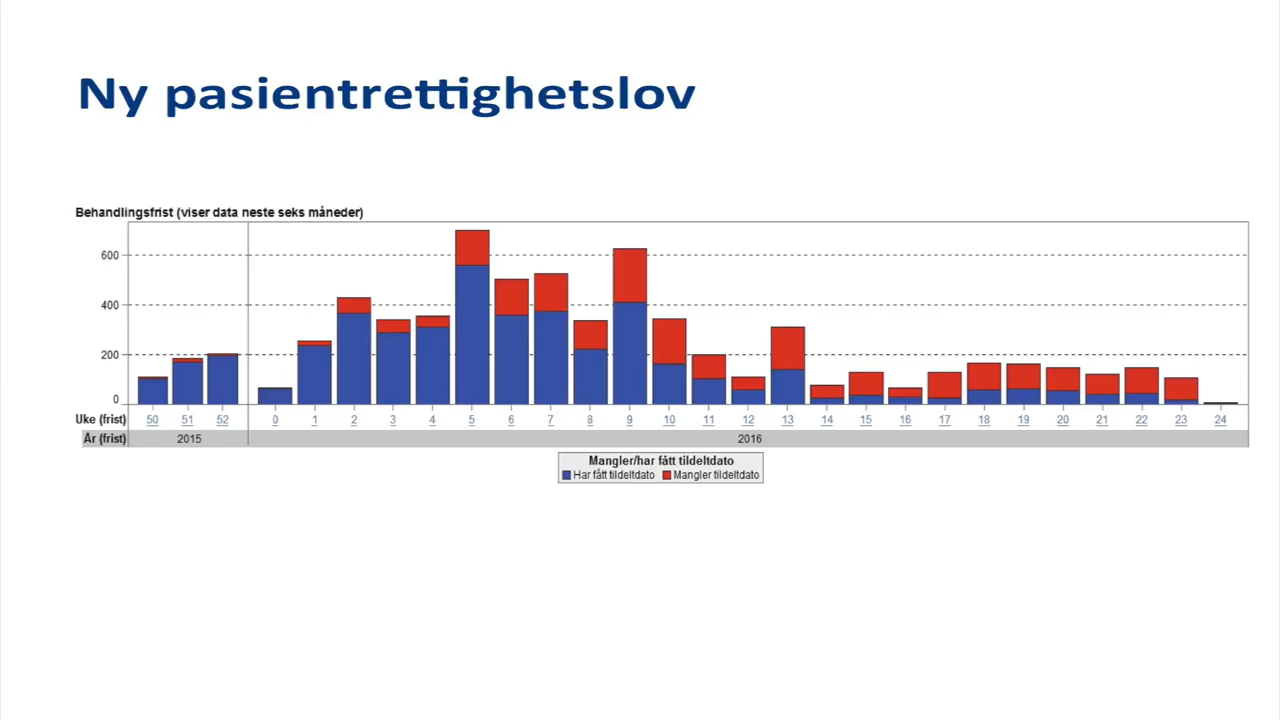 Ny pasientrettighetslov
Behandlingsfrist (viser data neste seks måneder)
600
400
200
0
Uke (frist) 50 51 52 0 1 2 3 4 5 6 7 8 9 10 11 12 13 14 15 16 17 18 19 20 21 22 23 24
År (frist) 2015 2016
Mangler/har fått tildeltdato
Har fått tildeltdato Mangler tildeltdato